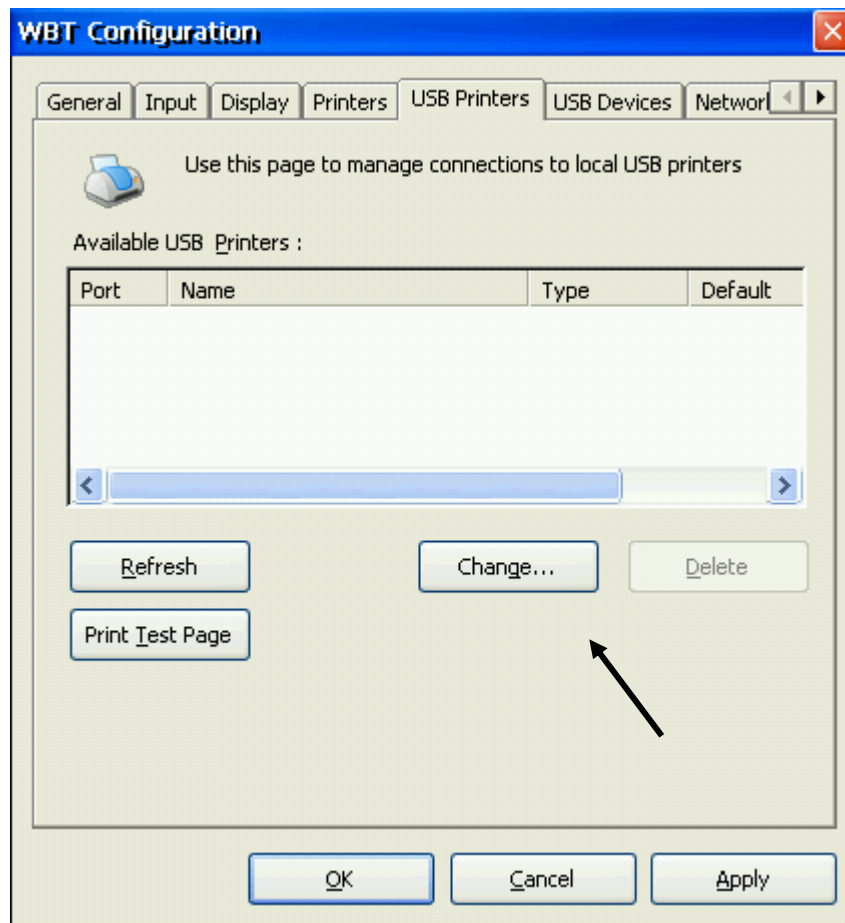 WBT Configuration
General Input Display Printers USB Printers USB Devices Networ
Use this page to manage connections to local USB printers
Available USB Printers :
Port Name Type Default
Refresh Change... Delete
Print Test Page
OK Cancel Apply